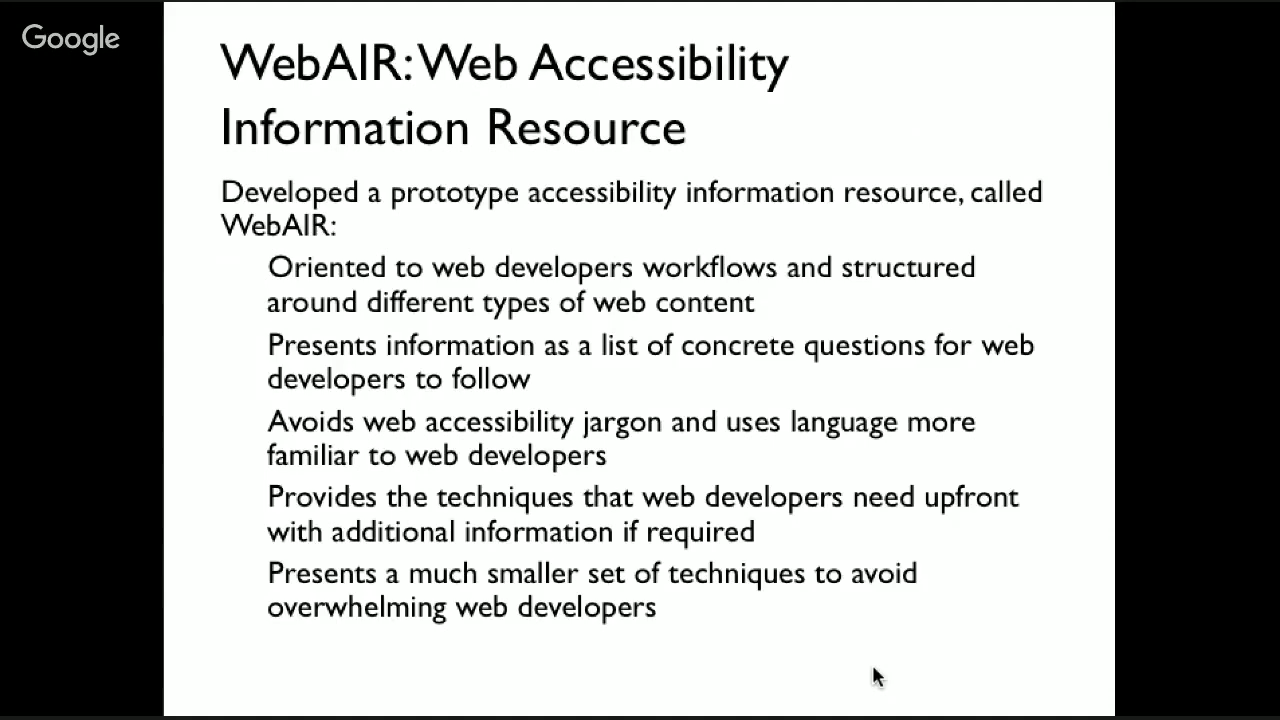 Google
WebAIR: Web Accessibility
Information Resource
Developed a prototype accessibility information resource, called
WebAIR:
Oriented to web developers workflows and structured
around different types of web content
Presents information as a list of concrete questions for web
developers to follow
Avoids web accessibility jargon and uses language more
familiar to web developers
Provides the techniques that web developers need upfront
with additional information if required
Presents a much smaller set of techniques to avoid
overwhelming web developers